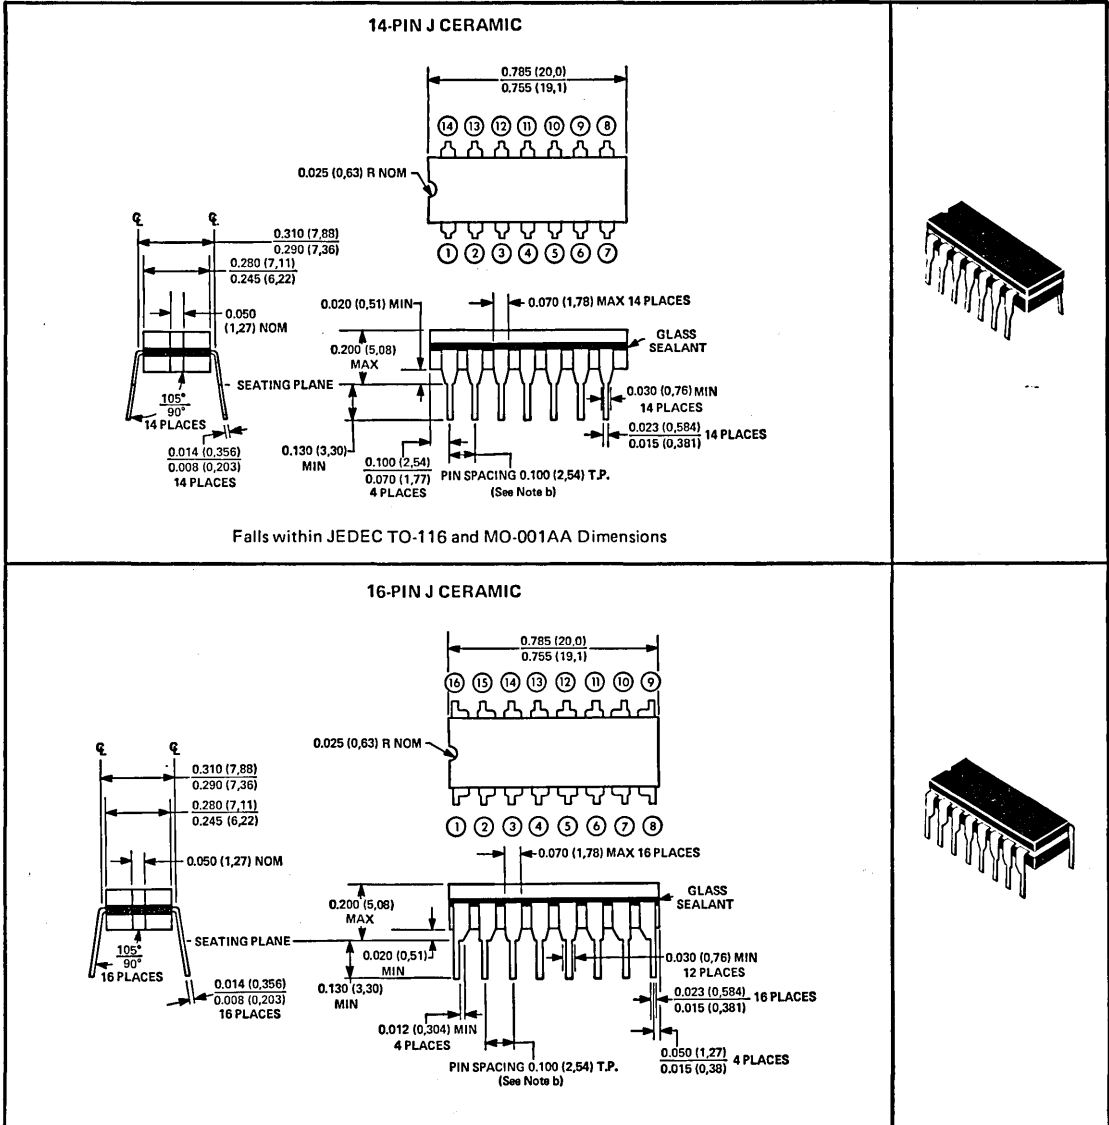 14-PIN J CERAMIC
0.785 (20,0)
0.755 (19,1)
14 13 12 11 10 9 8
0.025 (0,63) R NOM
1 2 3 4 5 6 7
℄ ℄
0.310 (7,88)
0.290 (7,36)
0.280 (7,11)
0.245 (6,22)
0.050
(1,27) NOM
105°
90°
14 PLACES
0.014 (0,356)
0.008 (0,203)
14 PLACES
0.020 (0,51) MIN
0.070 (1,78) MAX 14 PLACES
0.200 (5,08)
MAX
GLASS
SEALANT
SEATING PLANE
0.030 (0,76) MIN
14 PLACES
0.023 (0,584)
0.015 (0,381)
14 PLACES
0.130 (3,30)
MIN
0.100 (2,54)
0.070 (1,77)
4 PLACES
PIN SPACING 0.100 (2,54) T.P.
(See Note b)
Falls within JEDEC TO-116 and MO-001AA Dimensions
16-PIN J CERAMIC
0.785 (20,0)
0.755 (19,1)
16 15 14 13 12 11 10 9
0.025 (0,63) R NOM
1 2 3 4 5 6 7 8
℄ ℄
0.310 (7,88)
0.290 (7,36)
0.280 (7,11)
0.245 (6,22)
0.050 (1,27) NOM
105°
90°
16 PLACES
0.014 (0,356)
0.008 (0,203)
16 PLACES
0.070 (1,78) MAX 16 PLACES
0.200 (5,08)
MAX
GLASS
SEALANT
SEATING PLANE
0.020 (0,51)
MIN
0.030 (0,76) MIN
12 PLACES
0.130 (3,30)
MIN
0.023 (0,584)
0.015 (0,381)
16 PLACES
0.012 (0,304) MIN
4 PLACES
0.050 (1,27)
0.015 (0,38)
4 PLACES
PIN SPACING 0.100 (2,54) T.P.
(See Note b)